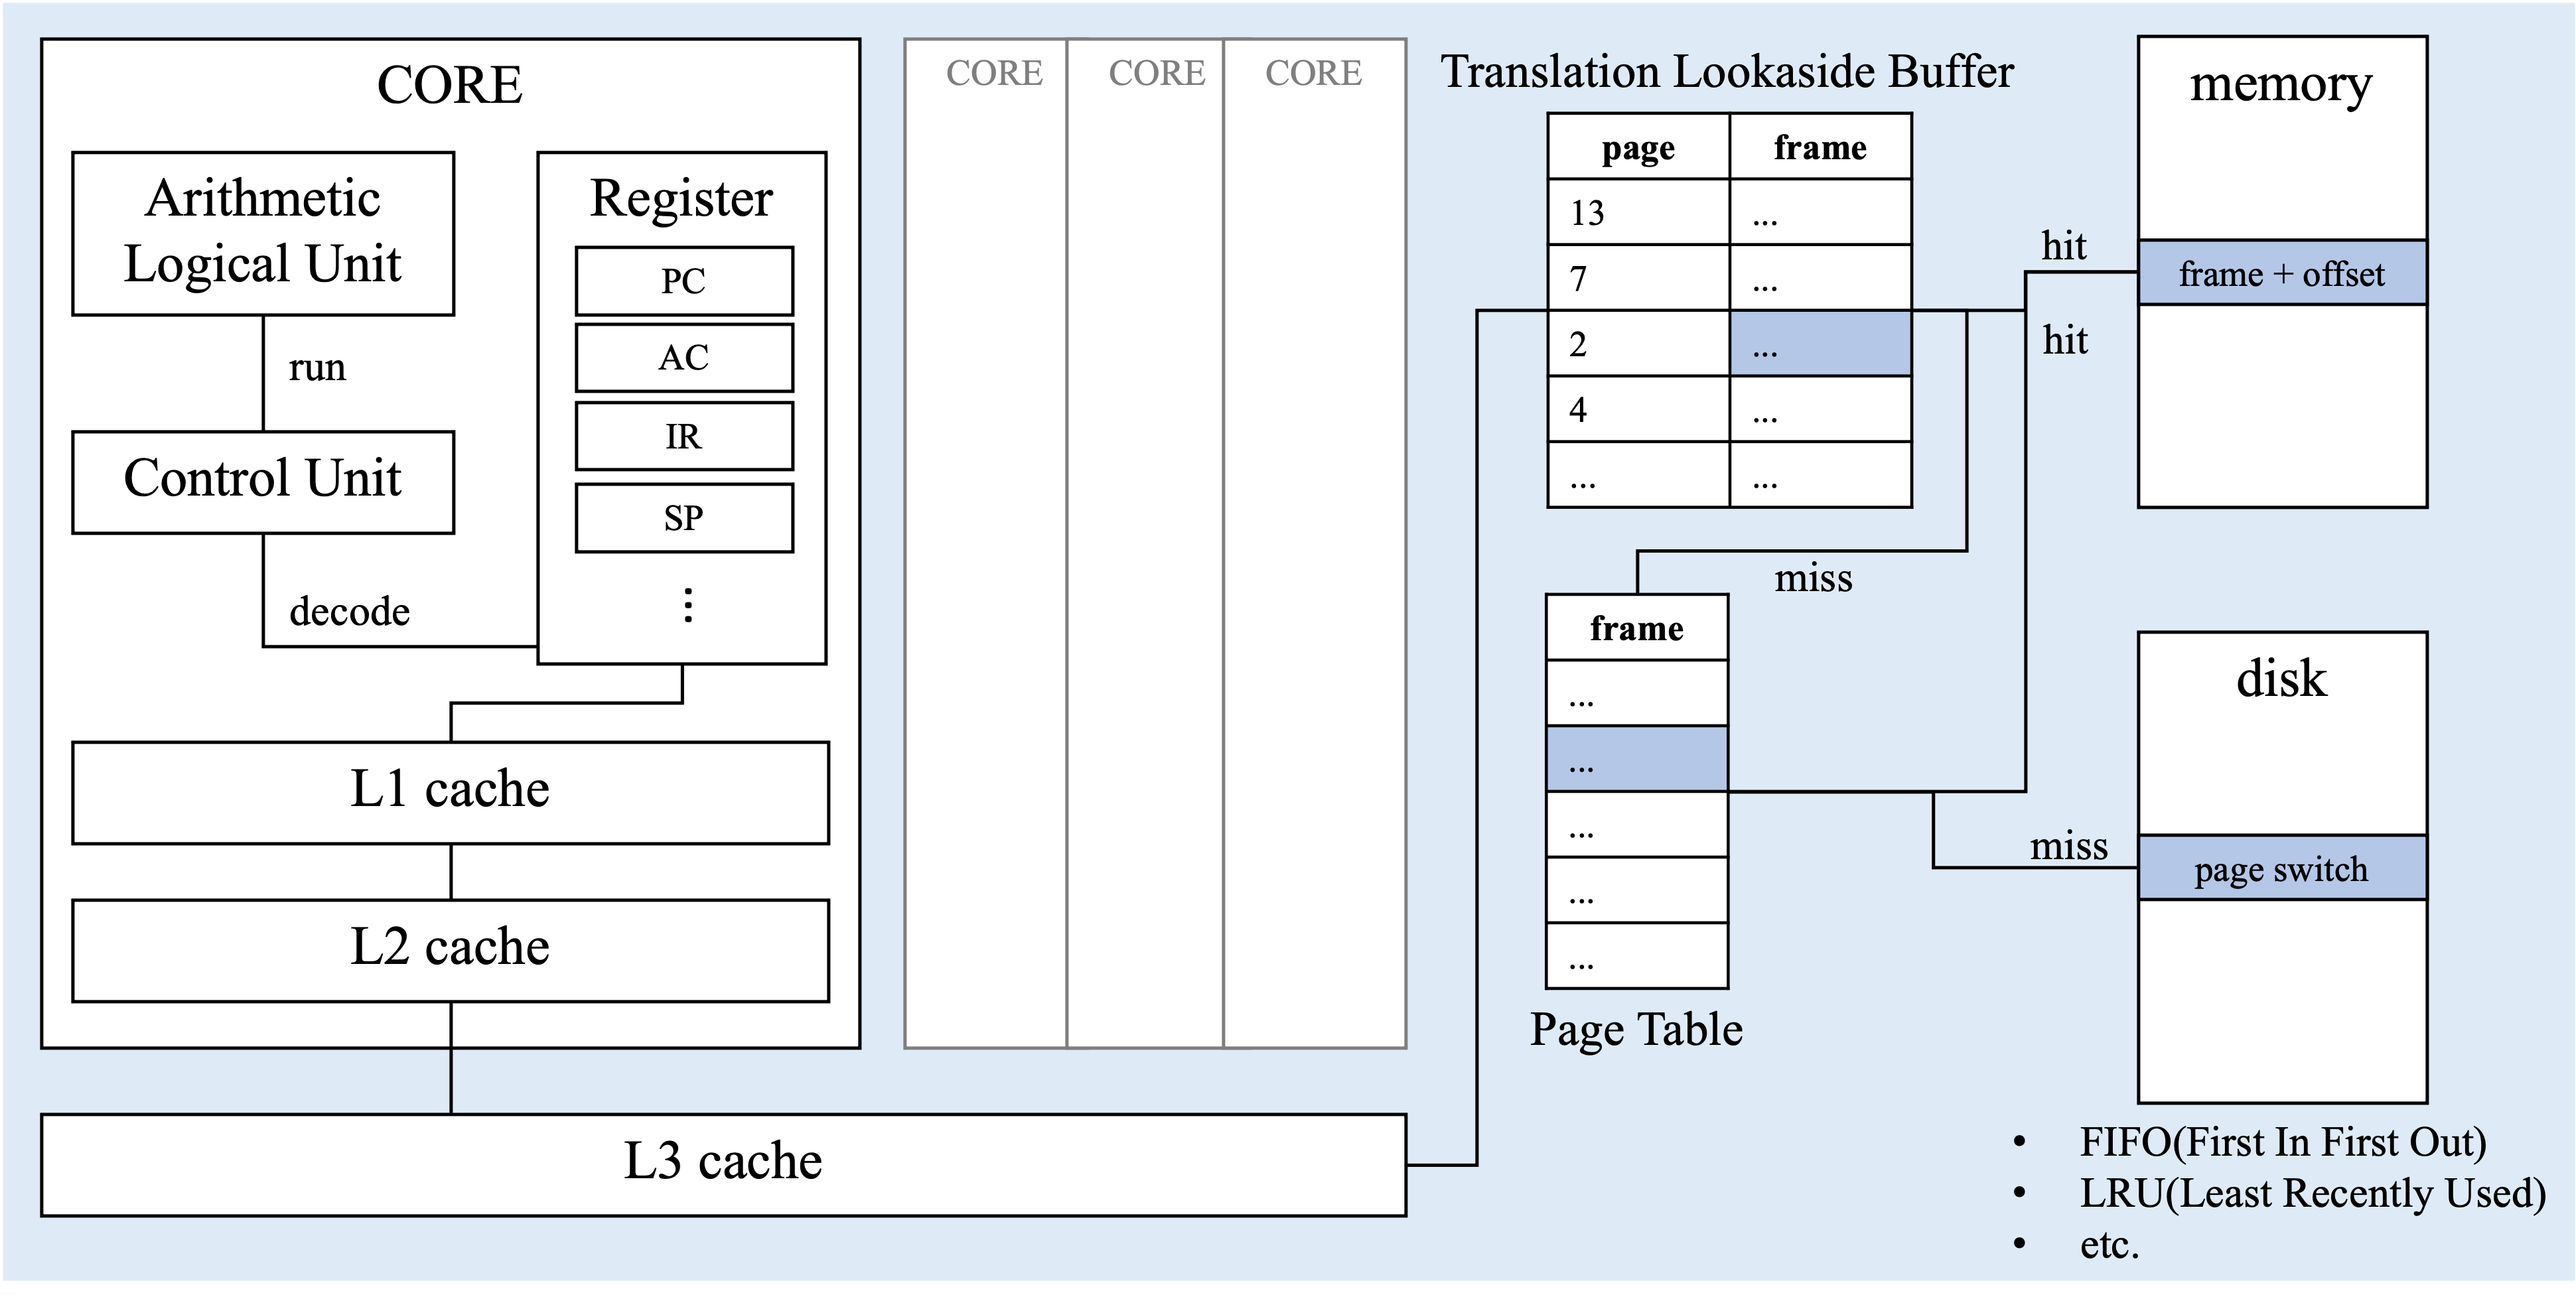 CORE
Arithmetic
Logical Unit
run
Control Unit
decode
Register
PC
AC
IR
SP
⋮
L1 cache
L2 cache
L3 cache
CORE
CORE
CORE
Translation Lookaside Buffer
page frame
13 ...
7 ...
2 ...
4 ...
... ...
miss
frame
...
...
...
...
...
Page Table
hit
hit
miss
memory
frame + offset
disk
page switch
• FIFO(First In First Out)
• LRU(Least Recently Used)
• etc.